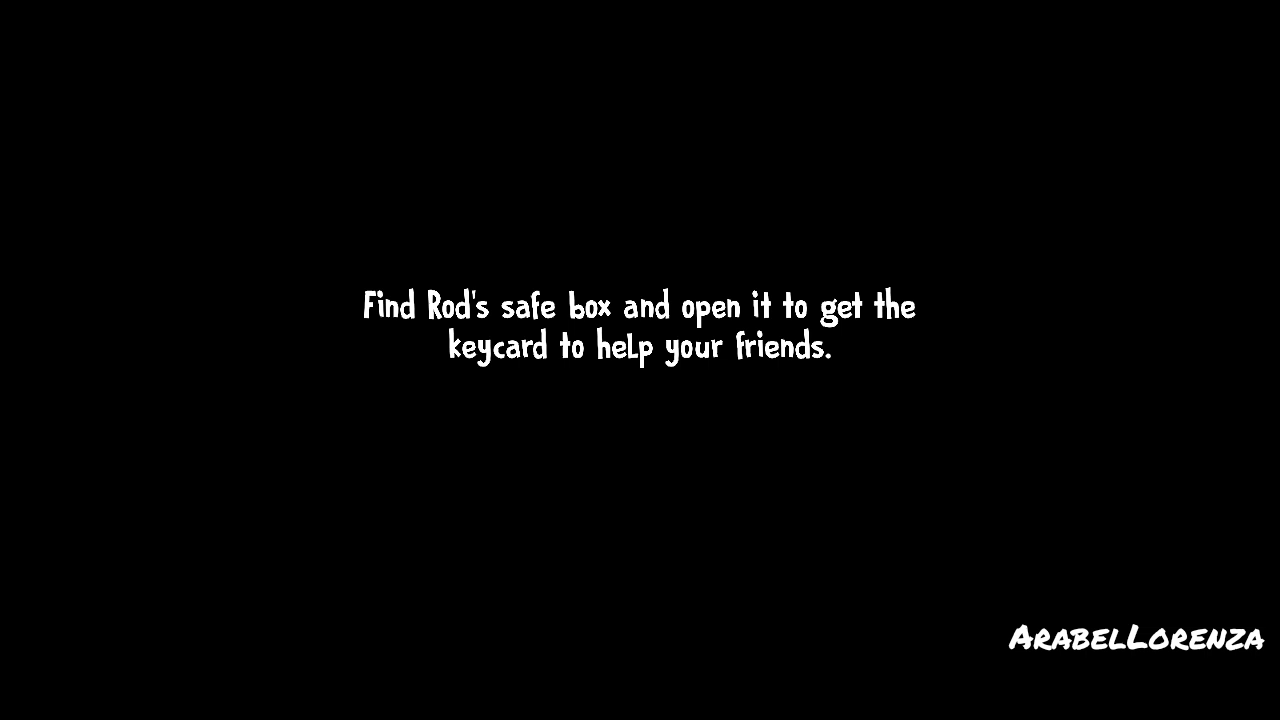 Find Rod's safe box and open it to get the
keycard to help your friends.
ArabelLorenza